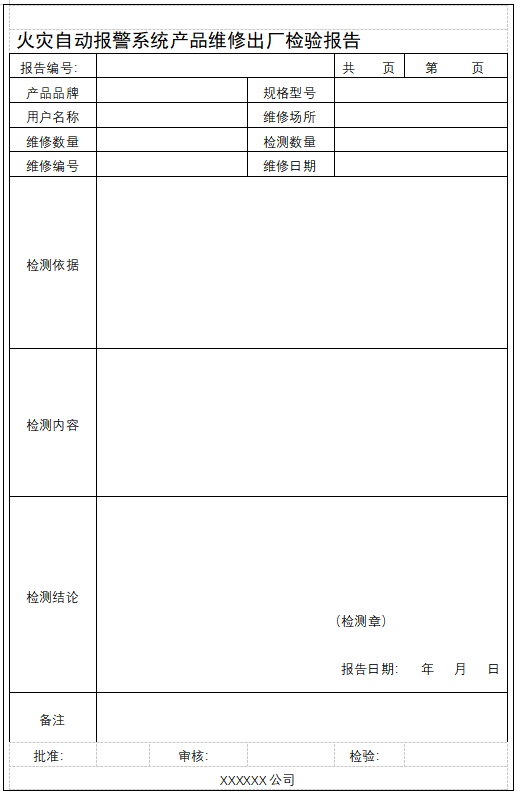 火灾自动报警系统产品维修出厂检验报告
报告编号: 共 页 第 页
产品品牌 规格型号
用户名称 维修场所
维修数量 检测数量
维修编号 维修日期
检测依据
检测内容
检测结论
（检测章）
报告日期: 年 月 日
备注
批准: 审核: 检验:
XXXXXX 公司